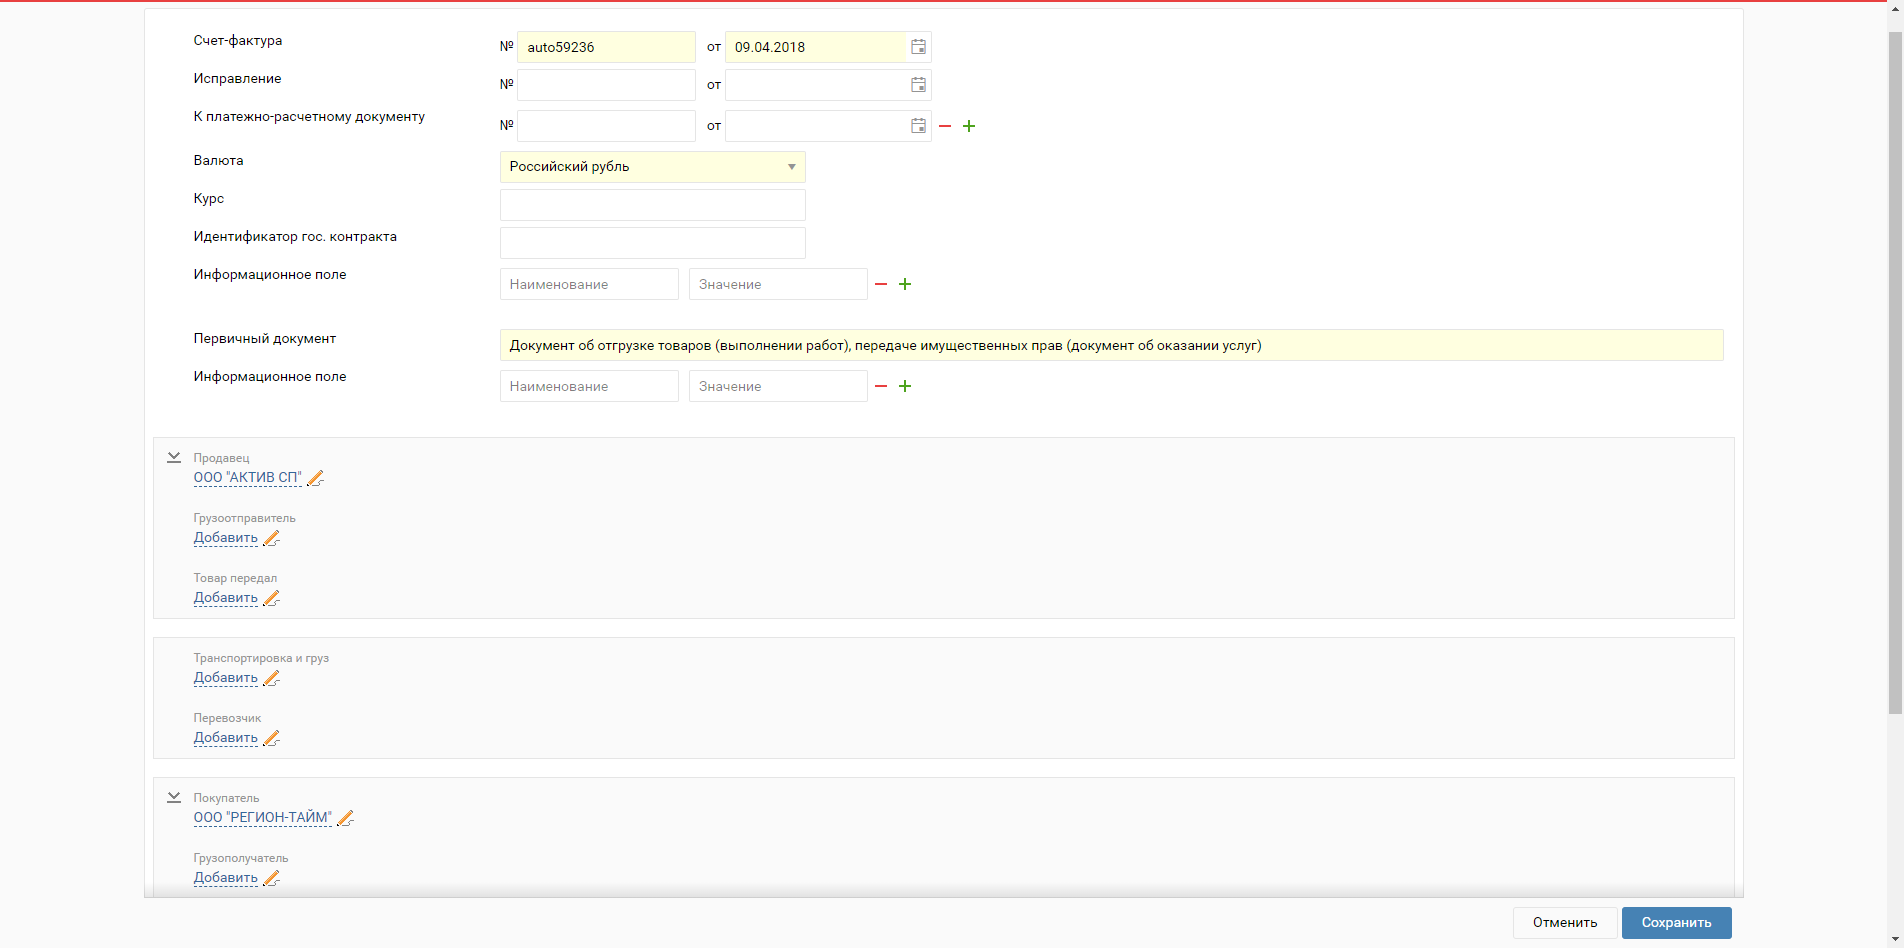 Счет-фактура № auto59236 от 09.04.2018
Исправление № от
К платежно-расчетному документу № от
Валюта Российский рубль
Курс
Идентификатор гос. контракта
Информационное поле Наименование Значение
Первичный документ Документ об отгрузке товаров (выполнении работ), передаче имущественных прав (документ об оказании услуг)
Информационное поле Наименование Значение
Продавец
ООО "АКТИВ СП"
Грузоотправитель
Добавить
Товар передал
Добавить
Транспортировка и груз
Добавить
Перевозчик
Добавить
Покупатель
ООО "РЕГИОН-ТАЙМ"
Грузополучатель
Добавить
Отменить Сохранить